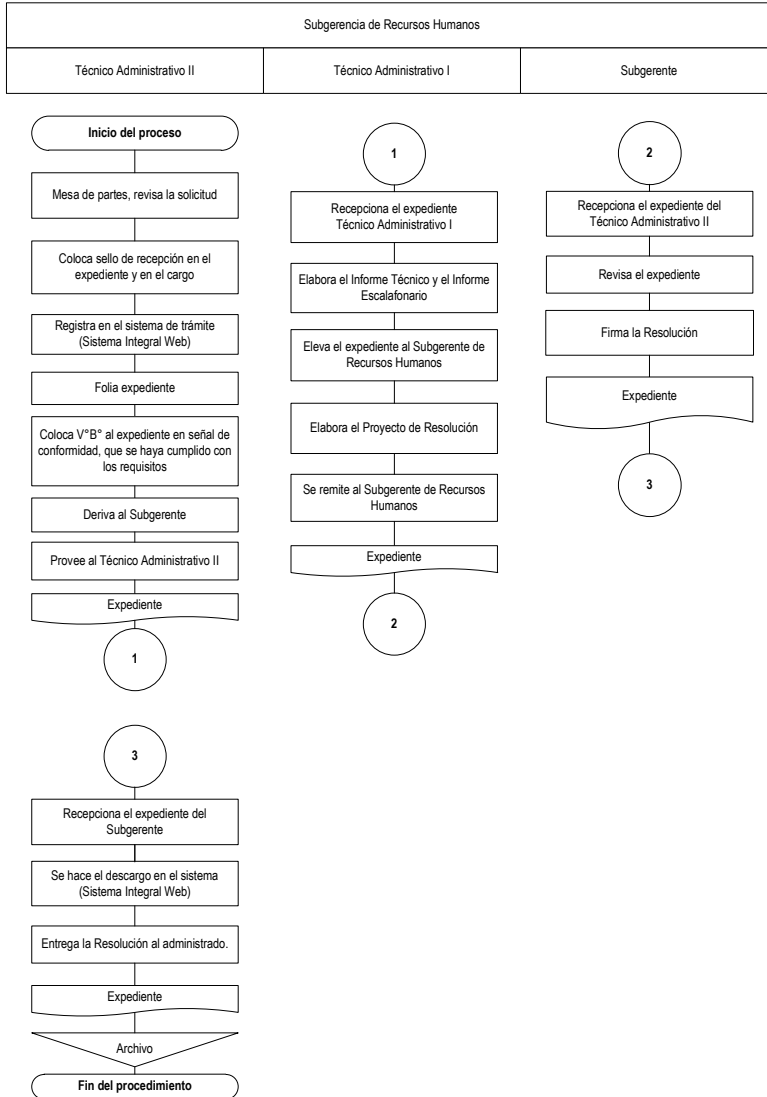 Subgerencia de Recursos Humanos
Técnico Administrativo II
Técnico Administrativo I
Subgerente
Inicio del proceso
Mesa de partes, revisa la solicitud
Coloca sello de recepción en el
expediente y en el cargo
Registra en el sistema de trámite
(Sistema Integral Web)
Folia expediente
Coloca V°B° al expediente en señal de
conformidad, que se haya cumplido con
los requisitos
Deriva al Subgerente
Provee al Técnico Administrativo II
Expediente
1
1
Recepciona el expediente
Técnico Administrativo I
Elabora el Informe Técnico y el Informe
Escalafonario
Eleva el expediente al Subgerente de
Recursos Humanos
Elabora el Proyecto de Resolución
Se remite al Subgerente de Recursos
Humanos
Expediente
2
2
Recepciona el expediente del
Técnico Administrativo II
Revisa el expediente
Firma la Resolución
Expediente
3
3
Recepciona el expediente del
Subgerente
Se hace el descargo en el sistema
(Sistema Integral Web)
Entrega la Resolución al administrado.
Expediente
Archivo
Fin del procedimiento